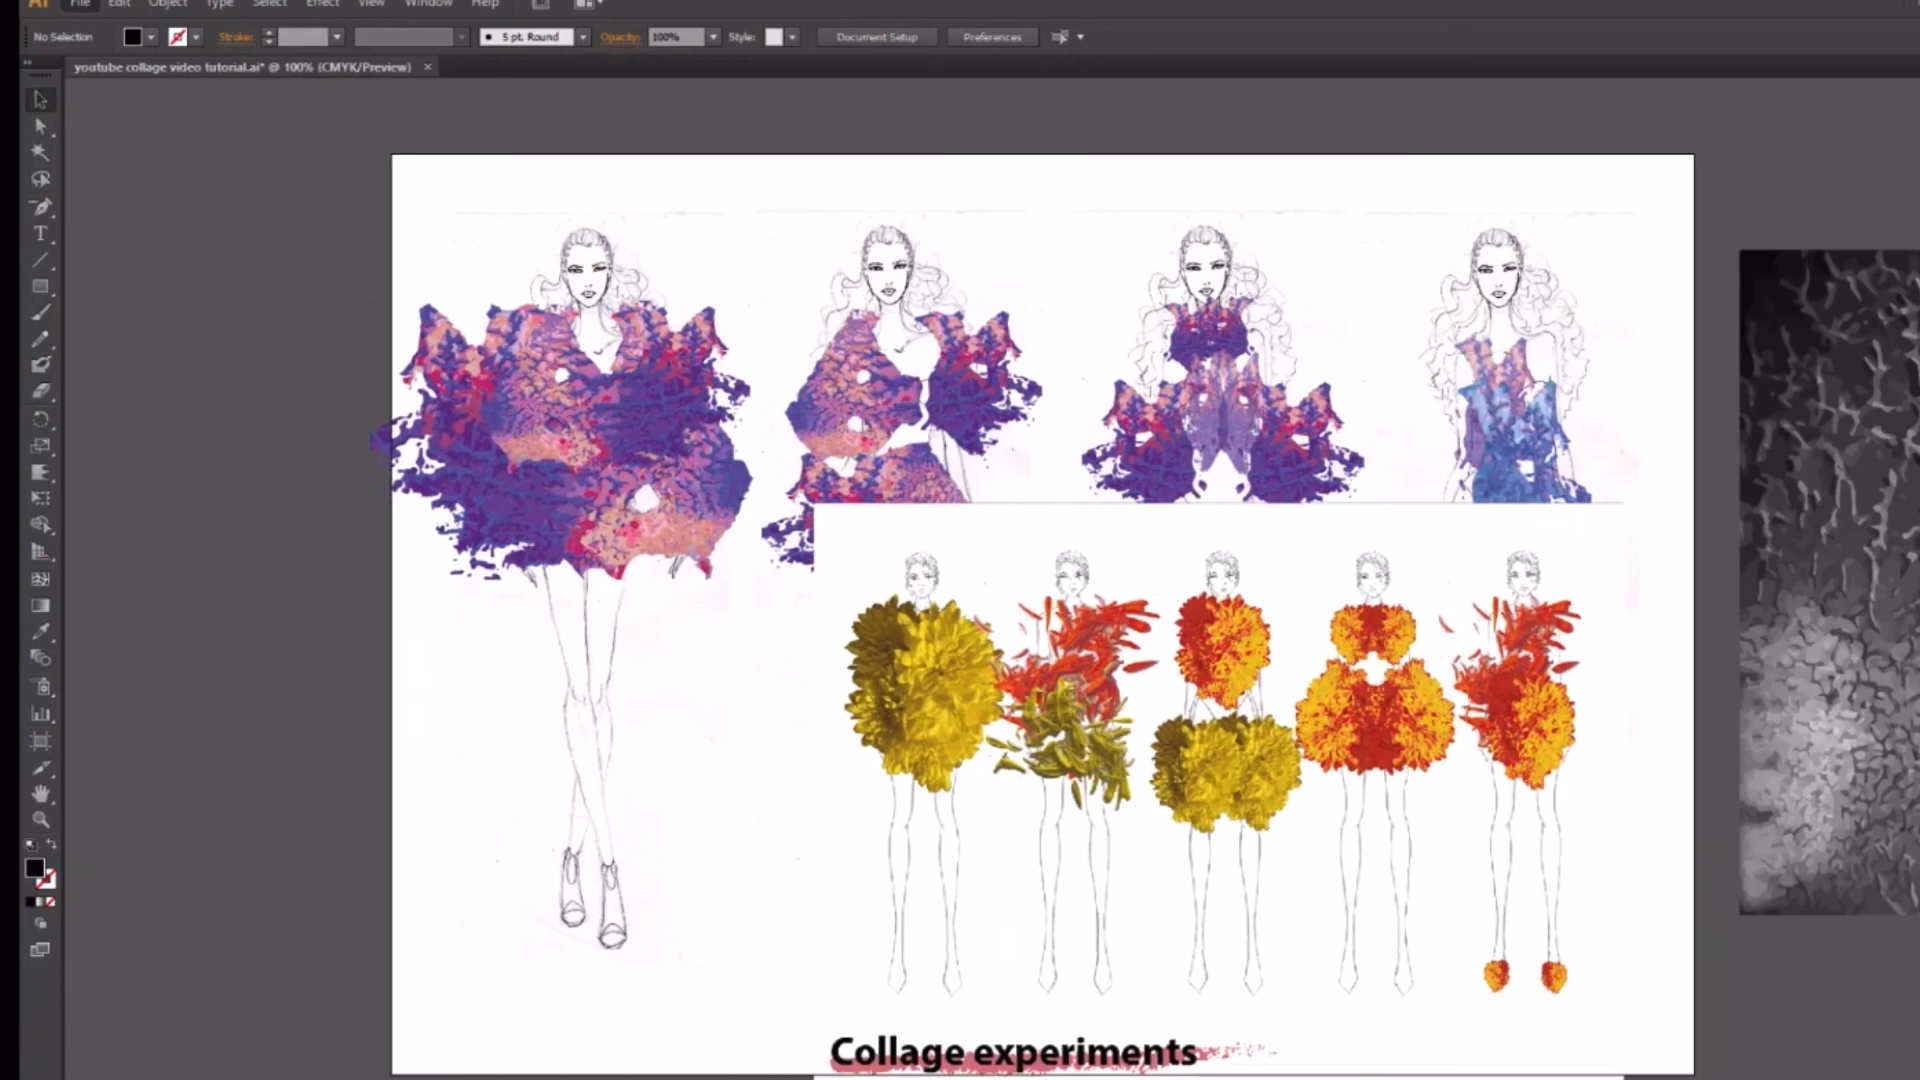 Ai File Edit Object Type Select Effect View Window Help
No Selection Stroke: 5 pt. Round Opacity: 100% Style: Document Setup Preferences
youtube collage video tutorial.ai* @ 100% (CMYK/Preview) ×
T
Collage experiments